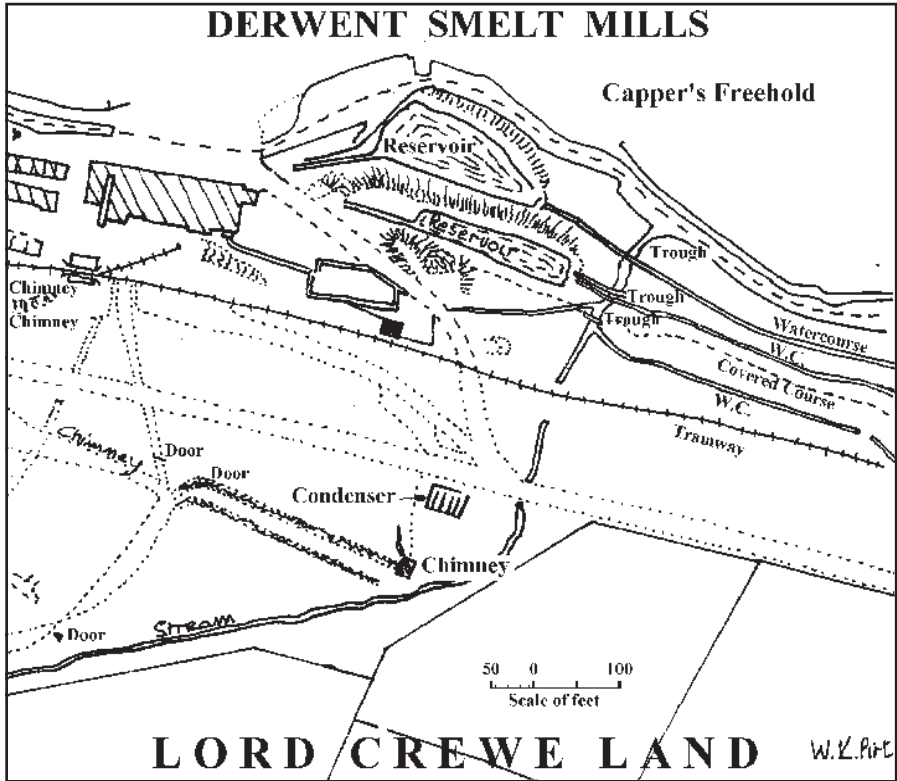 DERWENT SMELT MILLS
Capper's Freehold
Reservoir
Reservoir
Trough
Trough
Trough
Chimney
Chimney
Watercourse
W.C.
Covered Course
W.C.
Tramway
Chimney
Door
Door
Condenser
Chimney
Stream
Door
50 0 100
Scale of feet
LORD CREWE LAND
W.K.Pirt